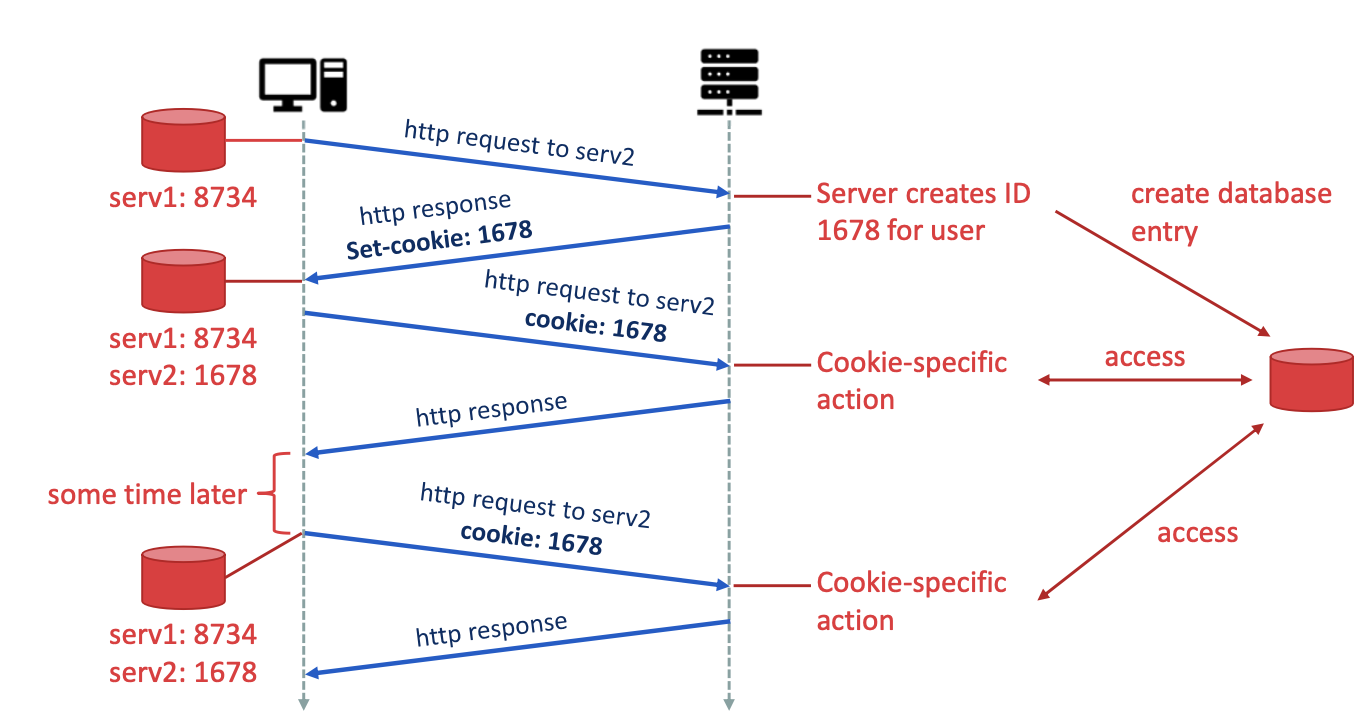 http request to serv2
serv1: 8734
Server creates ID
1678 for user
create database
entry
http response
Set-cookie: 1678
http request to serv2
cookie: 1678
serv1: 8734
serv2: 1678
Cookie-specific
action
access
http response
some time later
http request to serv2
cookie: 1678
access
Cookie-specific
action
serv1: 8734
serv2: 1678
http response